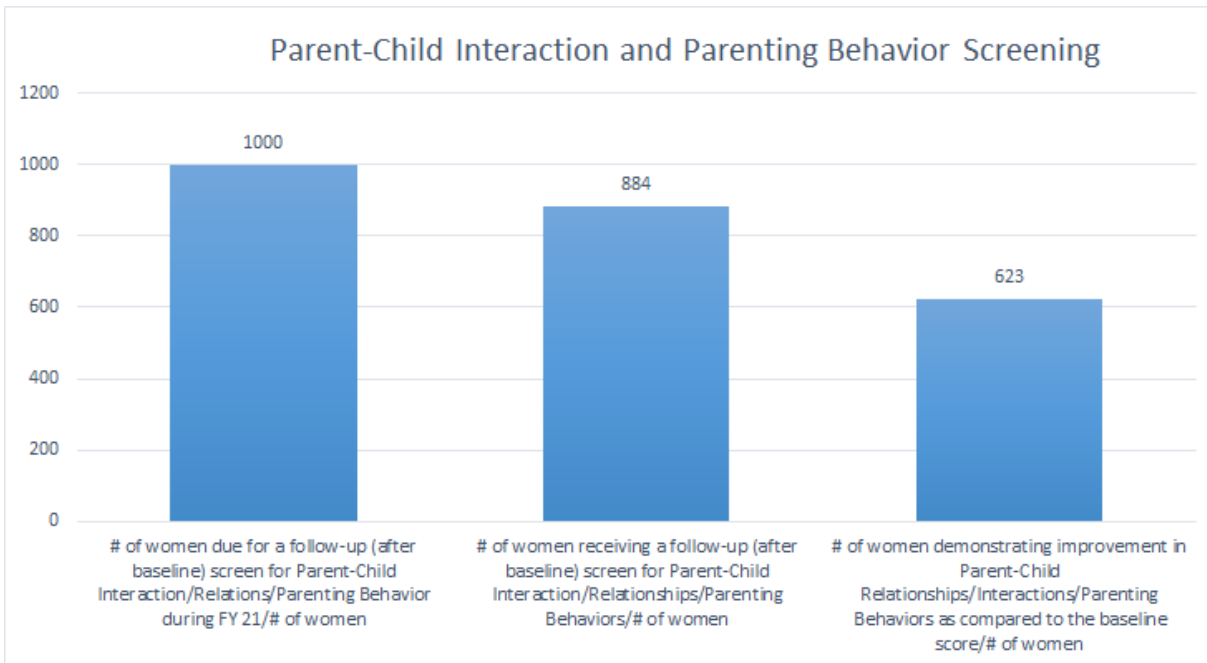 Parent-Child Interaction and Parenting Behavior Screening
1200
1000
800
600
400
200
0
1000
884
623
# of women due for a follow-up (after
baseline) screen for Parent-Child
Interaction/Relations/Parenting Behavior
during FY 21/# of women
# of women receiving a follow-up (after
baseline) screen for Parent-Child
Interaction/Relationships/Parenting
Behaviors/# of women
# of women demonstrating improvement in
Parent-Child
Relationships/Interactions/Parenting
Behaviors as compared to the baseline
score/# of women